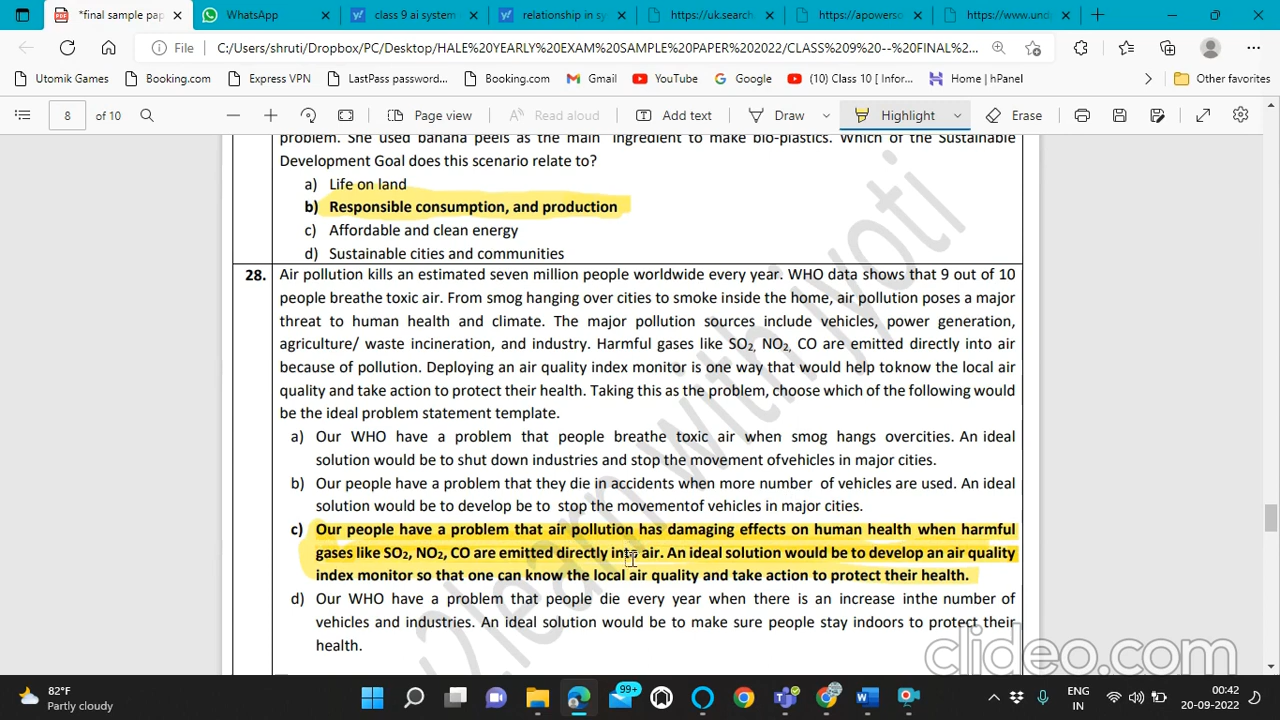 *final sample pap
WhatsApp
class 9 ai system
relationship in sy
https://uk.search
https://apowerso
https://www.und
File
C:/Users/shruti/Dropbox/PC/Desktop/HALE%20YEARLY%20EXAM%20SAMPLE%20PAPER%202022/CLASS%209%20--%20FINAL%2...
Utomik Games
Booking.com
Express VPN
LastPass password...
Booking.com
Gmail
YouTube
Google
(10) Class 10 [ Infor...
Home | hPanel
Other favorites
8 of 10
Page view
Read aloud
Add text
Draw
Highlight
Erase
problem. She used banana peels as the main ingredient to make bio-plastics. Which of the Sustainable
Development Goal does this scenario relate to?
a) Life on land
b) Responsible consumption, and production
c) Affordable and clean energy
d) Sustainable cities and communities
28. Air pollution kills an estimated seven million people worldwide every year. WHO data shows that 9 out of 10
people breathe toxic air. From smog hanging over cities to smoke inside the home, air pollution poses a major
threat to human health and climate. The major pollution sources include vehicles, power generation,
agriculture/ waste incineration, and industry. Harmful gases like SO2, NO2, CO are emitted directly into air
because of pollution. Deploying an air quality index monitor is one way that would help toknow the local air
quality and take action to protect their health. Taking this as the problem, choose which of the following would
be the ideal problem statement template.
a) Our WHO have a problem that people breathe toxic air when smog hangs overcities. An ideal
solution would be to shut down industries and stop the movement ofvehicles in major cities.
b) Our people have a problem that they die in accidents when more number of vehicles are used. An ideal
solution would be to develop be to stop the movementof vehicles in major cities.
c) Our people have a problem that air pollution has damaging effects on human health when harmful
gases like SO2, NO2, CO are emitted directly into air. An ideal solution would be to develop an air quality
index monitor so that one can know the local air quality and take action to protect their health.
d) Our WHO have a problem that people die every year when there is an increase inthe number of
vehicles and industries. An ideal solution would be to make sure people stay indoors to protect their
health.
2learn with jyoti
clideo.com
82°F
Partly cloudy
99+
ENG
IN
00:42
20-09-2022